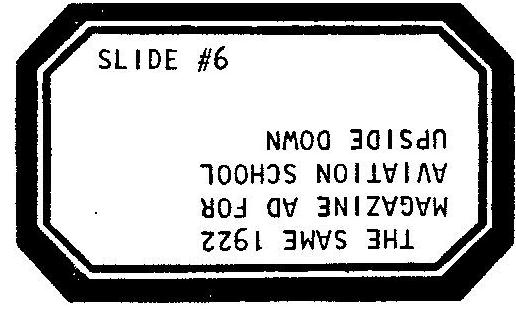 SLIDE #6
THE SAME 1922
MAGAZINE AD FOR
AVIATION SCHOOL
UPSIDE DOWN